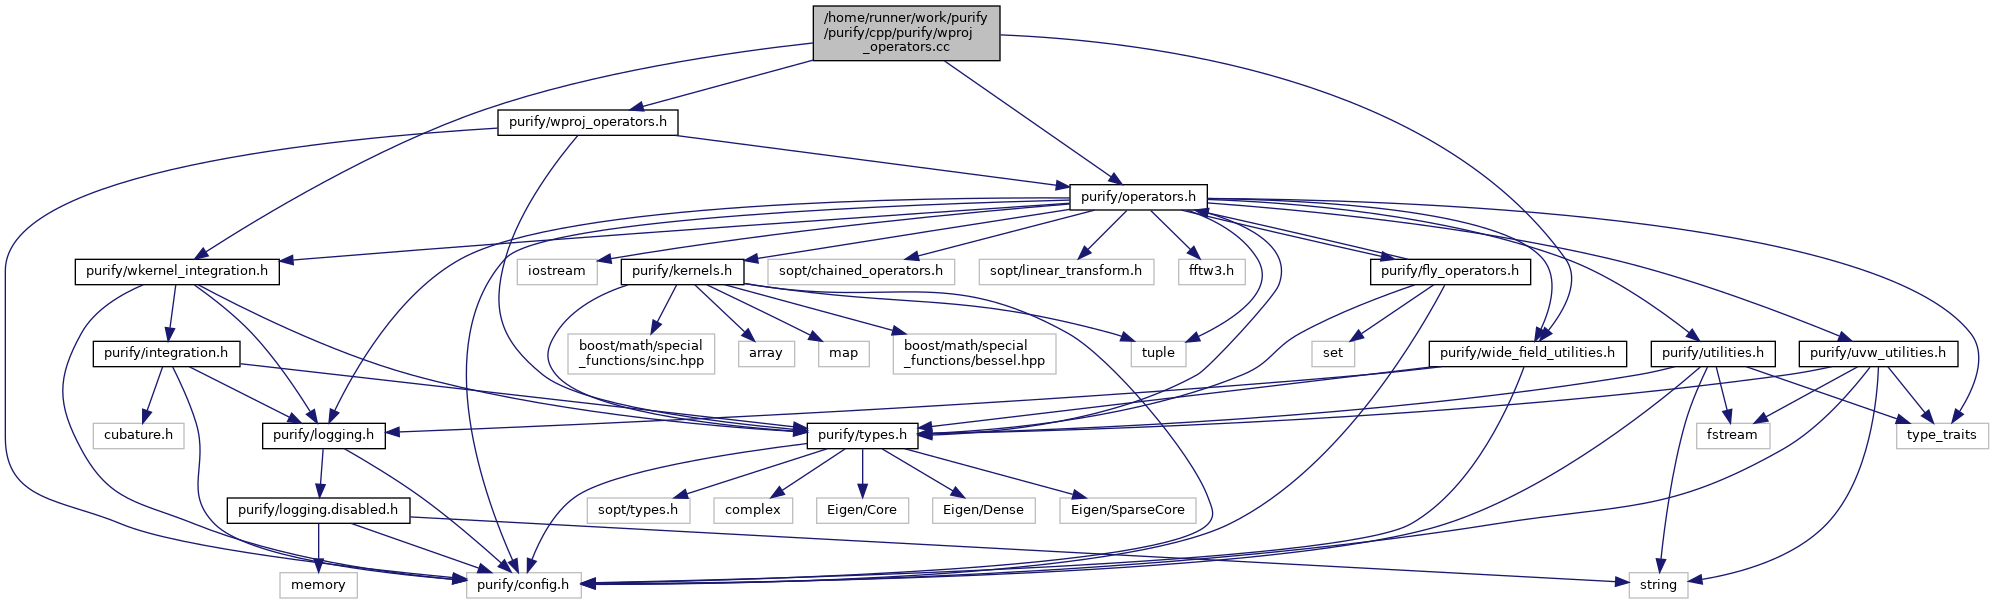 /home/runner/work/purify
/purify/cpp/purify/wproj
_operators.cc
purify/wproj_operators.h
purify/operators.h
purify/wkernel_integration.h
iostream
purify/kernels.h
sopt/chained_operators.h
sopt/linear_transform.h
fftw3.h
purify/fly_operators.h
purify/integration.h
boost/math/special
_functions/sinc.hpp
array
map
boost/math/special
_functions/bessel.hpp
tuple
set
purify/wide_field_utilities.h
purify/utilities.h
purify/uvw_utilities.h
cubature.h
purify/logging.h
purify/types.h
fstream
type_traits
purify/logging.disabled.h
sopt/types.h
complex
Eigen/Core
Eigen/Dense
Eigen/SparseCore
memory
purify/config.h
string